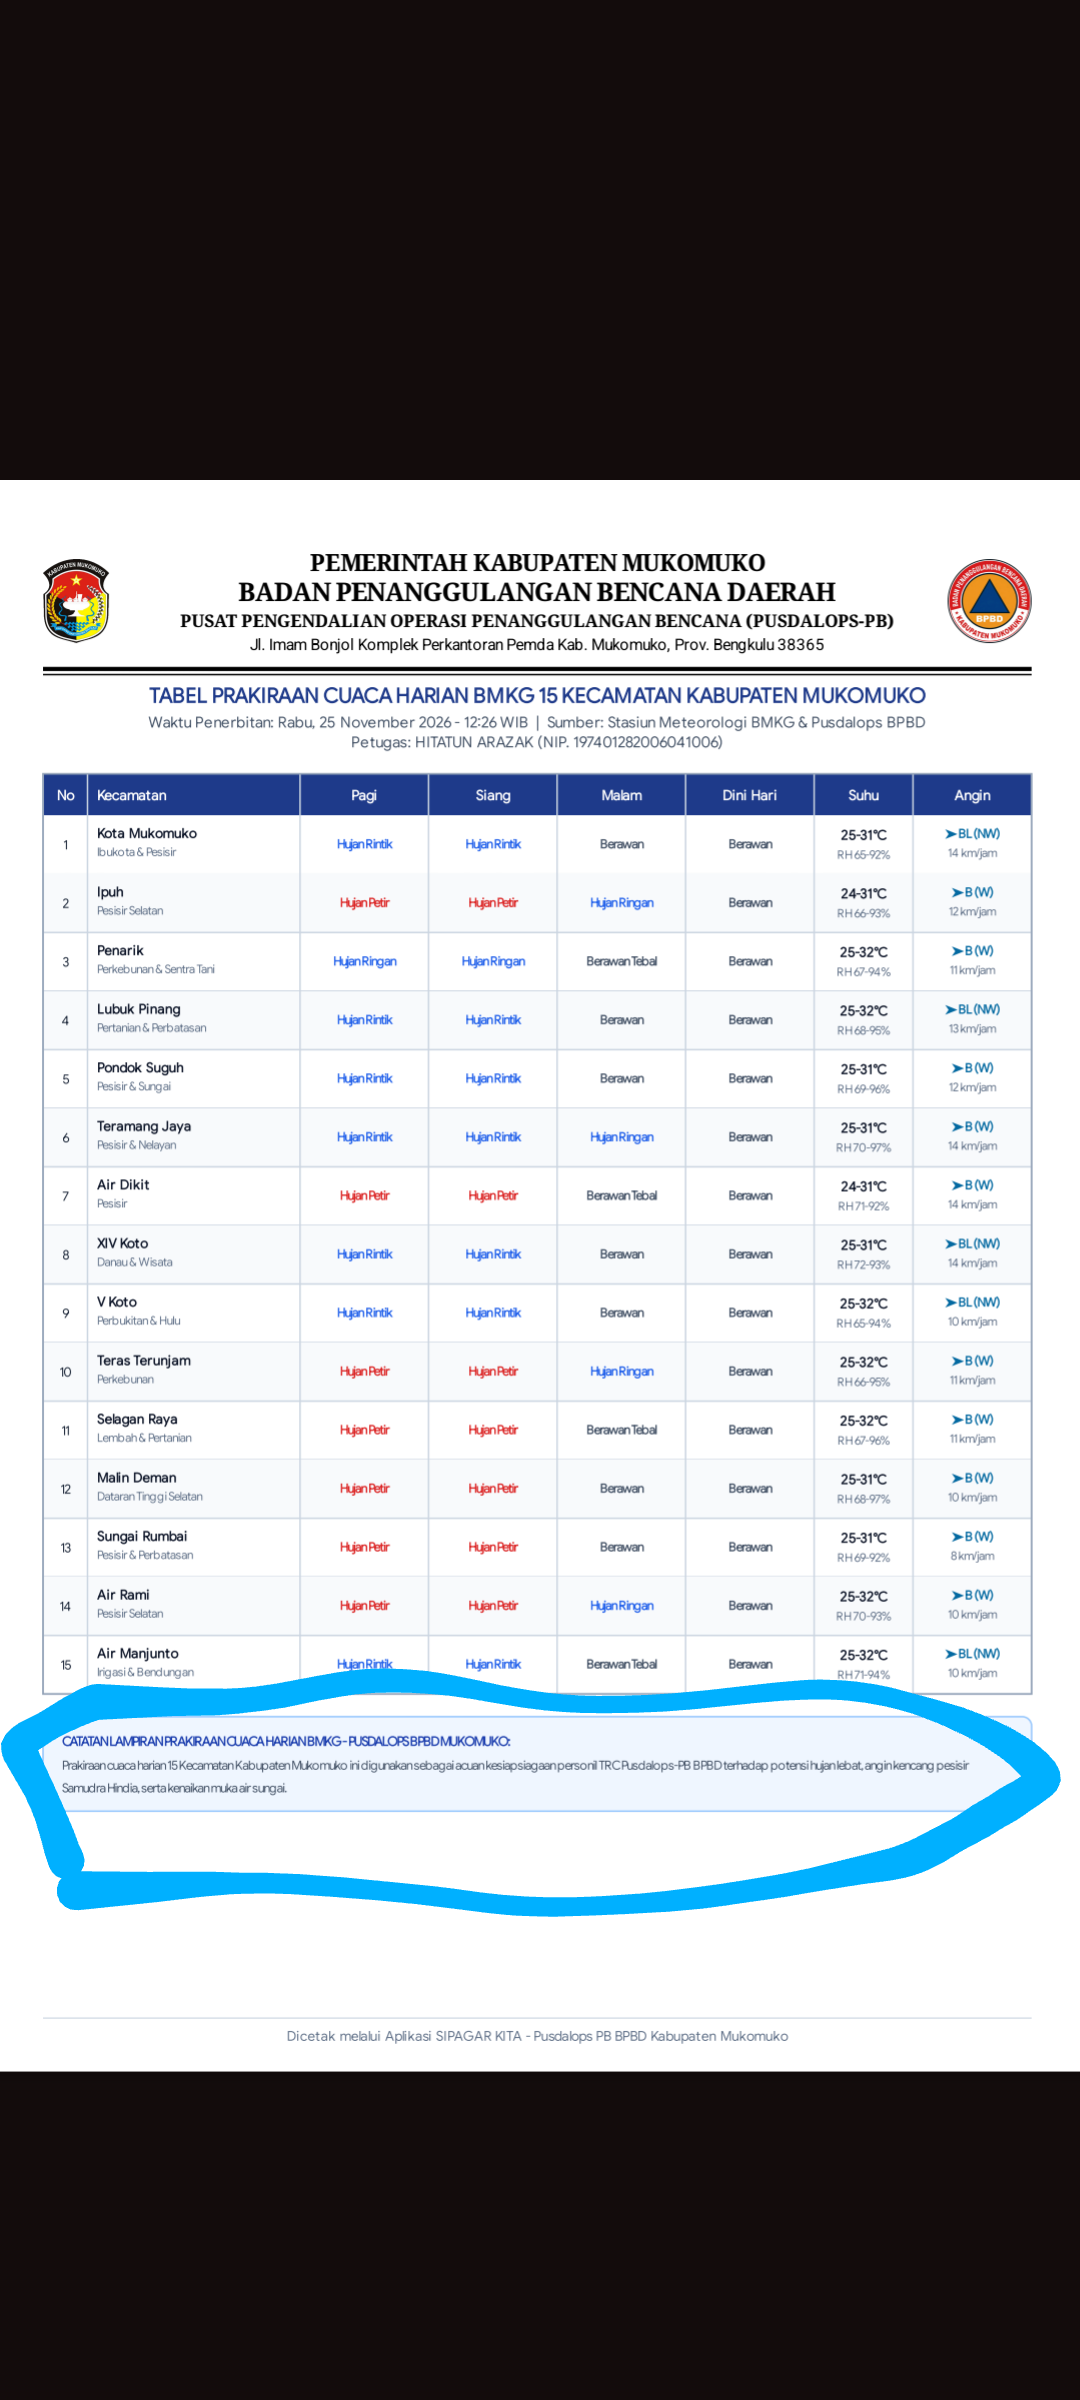 KABUPATEN MUKOMUKO
BADAN PENANGGULANGAN BENCANA DAERAH
BPBD
KABUPATEN MUKOMUKO
PEMERINTAH KABUPATEN MUKOMUKO
BADAN PENANGGULANGAN BENCANA DAERAH
PUSAT PENGENDALIAN OPERASI PENANGGULANGAN BENCANA (PUSDALOPS-PB)
Jl. Imam Bonjol Komplek Perkantoran Pemda Kab. Mukomuko, Prov. Bengkulu 38365
TABEL PRAKIRAAN CUACA HARIAN BMKG 15 KECAMATAN KABUPATEN MUKOMUKO
Waktu Penerbitan: Rabu, 25 November 2026 - 12:26 WIB | Sumber: Stasiun Meteorologi BMKG & Pusdalops BPBD
Petugas: HITATUN ARAZAK (NIP. 197401282006041006)
No Kecamatan Pagi Siang Malam Dini Hari Suhu Angin
1 Kota Mukomuko Hujan Rintik Hujan Rintik Berawan Berawan 25-31°C ➤ BL (NW)
Ibukota & Pesisir RH 65-92% 14 km/jam
2 Ipuh Hujan Petir Hujan Petir Hujan Ringan Berawan 24-31°C ➤ B (W)
Pesisir Selatan RH 66-93% 12 km/jam
3 Penarik Hujan Ringan Hujan Ringan Berawan Tebal Berawan 25-32°C ➤ B (W)
Perkebunan & Sentra Tani RH 67-94% 11 km/jam
4 Lubuk Pinang Hujan Rintik Hujan Rintik Berawan Berawan 25-32°C ➤ BL (NW)
Pertanian & Perbatasan RH 68-95% 13 km/jam
5 Pondok Suguh Hujan Rintik Hujan Rintik Berawan Berawan 25-31°C ➤ B (W)
Pesisir & Sungai RH 69-96% 12 km/jam
6 Teramang Jaya Hujan Rintik Hujan Rintik Hujan Ringan Berawan 25-31°C ➤ B (W)
Pesisir & Nelayan RH 70-97% 14 km/jam
7 Air Dikit Hujan Petir Hujan Petir Berawan Tebal Berawan 24-31°C ➤ B (W)
Pesisir RH 71-92% 14 km/jam
8 XIV Koto Hujan Rintik Hujan Rintik Berawan Berawan 25-31°C ➤ BL (NW)
Danau & Wisata RH 72-93% 14 km/jam
9 V Koto Hujan Rintik Hujan Rintik Berawan Berawan 25-32°C ➤ BL (NW)
Perbukitan & Hulu RH 65-94% 10 km/jam
10 Teras Terunjam Hujan Petir Hujan Petir Hujan Ringan Berawan 25-32°C ➤ B (W)
Perkebunan RH 66-95% 11 km/jam
11 Selagan Raya Hujan Petir Hujan Petir Berawan Tebal Berawan 25-32°C ➤ B (W)
Lembah & Pertanian RH 67-96% 11 km/jam
12 Malin Deman Hujan Petir Hujan Petir Berawan Berawan 25-31°C ➤ B (W)
Dataran Tinggi Selatan RH 68-97% 10 km/jam
13 Sungai Rumbai Hujan Petir Hujan Petir Berawan Berawan 25-31°C ➤ B (W)
Pesisir & Perbatasan RH 69-92% 8 km/jam
14 Air Rami Hujan Petir Hujan Petir Hujan Ringan Berawan 25-32°C ➤ B (W)
Pesisir Selatan RH 70-93% 10 km/jam
15 Air Manjunto Hujan Rintik Hujan Rintik Berawan Tebal Berawan 25-32°C ➤ BL (NW)
Irigasi & Bendungan RH 71-94% 10 km/jam
CATATAN LAMPIRAN PRAKIRAAN CUACA HARIAN BMKG - PUSDALOPS BPBD MUKOMUKO:
Prakiraan cuaca harian 15 Kecamatan Kabupaten Mukomuko ini digunakan sebagai acuan kesiapsiagaan personil TRC Pusdalops-PB BPBD terhadap potensi hujan lebat, angin kencang pesisir
Samudra Hindia, serta kenaikan muka air sungai.
Dicetak melalui Aplikasi SIPAGAR KITA - Pusdalops PB BPBD Kabupaten Mukomuko